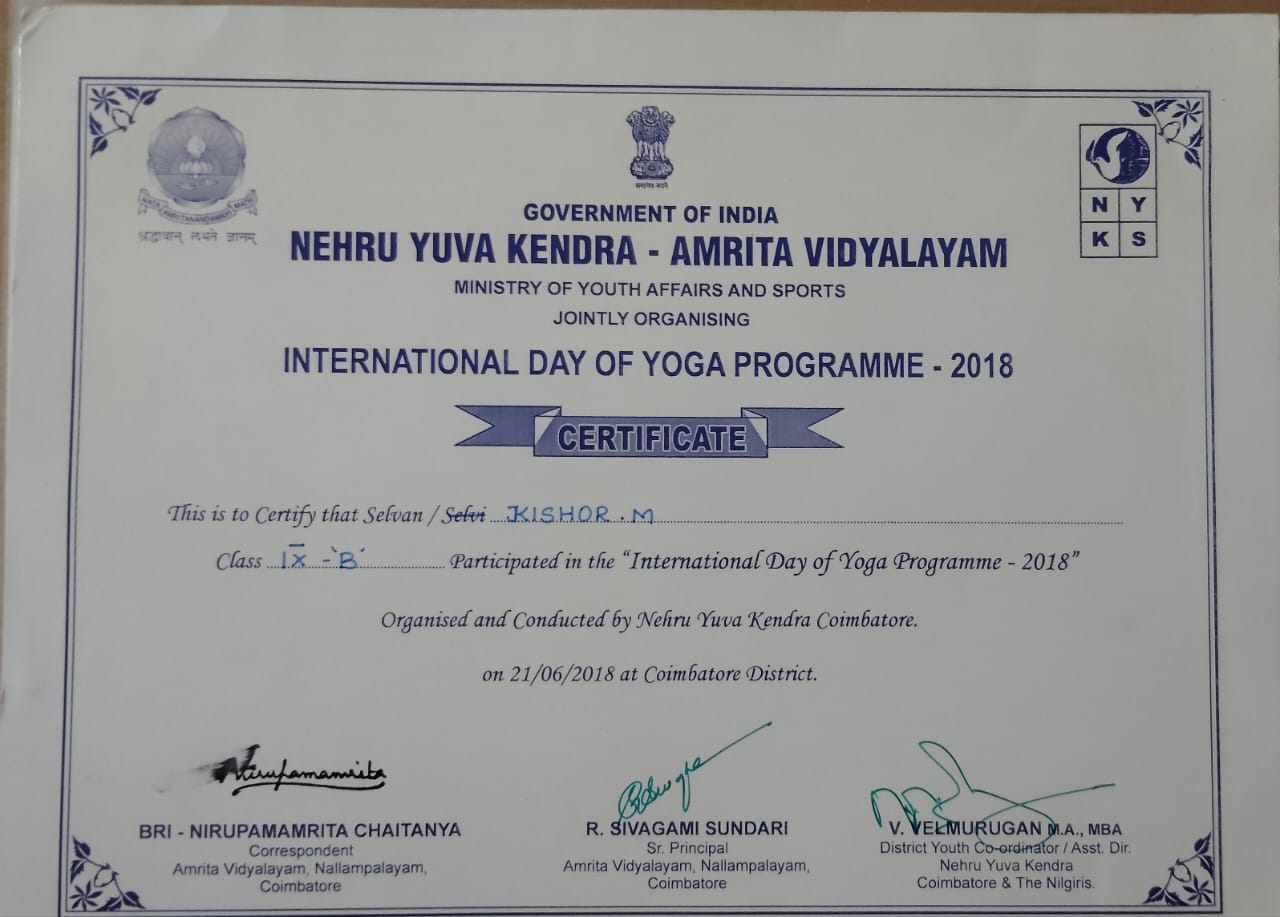 सत्यमेव जयते
MATA AMRITANANDAMAYI MATH
श्रद्धावान् लभते ज्ञानम्
N Y
K S
GOVERNMENT OF INDIA
NEHRU YUVA KENDRA - AMRITA VIDYALAYAM
MINISTRY OF YOUTH AFFAIRS AND SPORTS
JOINTLY ORGANISING
INTERNATIONAL DAY OF YOGA PROGRAMME - 2018
CERTIFICATE
This is to Certify that Selvan / Selvi KISHOR.M
Class IX -'B' Participated in the "International Day of Yoga Programme - 2018"
Organised and Conducted by Nehru Yuva Kendra Coimbatore.
on 21/06/2018 at Coimbatore District.
Nirupamamrita
BRI - NIRUPAMAMRITA CHAITANYA
Correspondent
Amrita Vidyalayam, Nallampalayam,
Coimbatore
R. SIVAGAMI SUNDARI
Sr. Principal
Amrita Vidyalayam, Nallampalayam,
Coimbatore
V. VELMURUGAN M.A., MBA
District Youth Co-ordinator / Asst. Dir.
Nehru Yuva Kendra
Coimbatore & The Nilgiris.